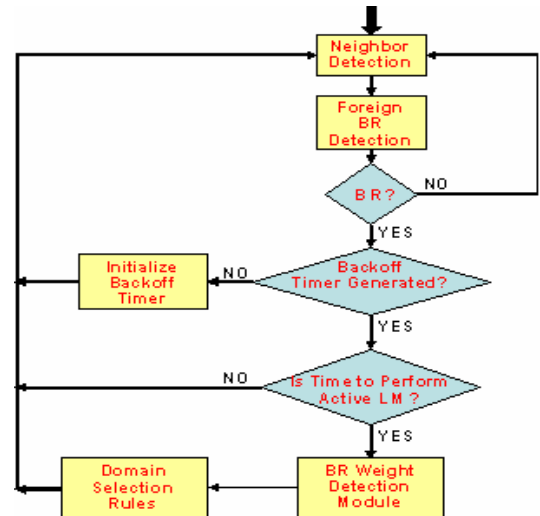 Neighbor
Detection
Foreign
BR
Detection
BR?
NO
YES
Initialize
Backoff
Timer
NO
Backoff
Timer Generated?
YES
NO
Is Time to Perform
Active LM ?
YES
Domain
Selection
Rules
BR Weight
Detection
Module